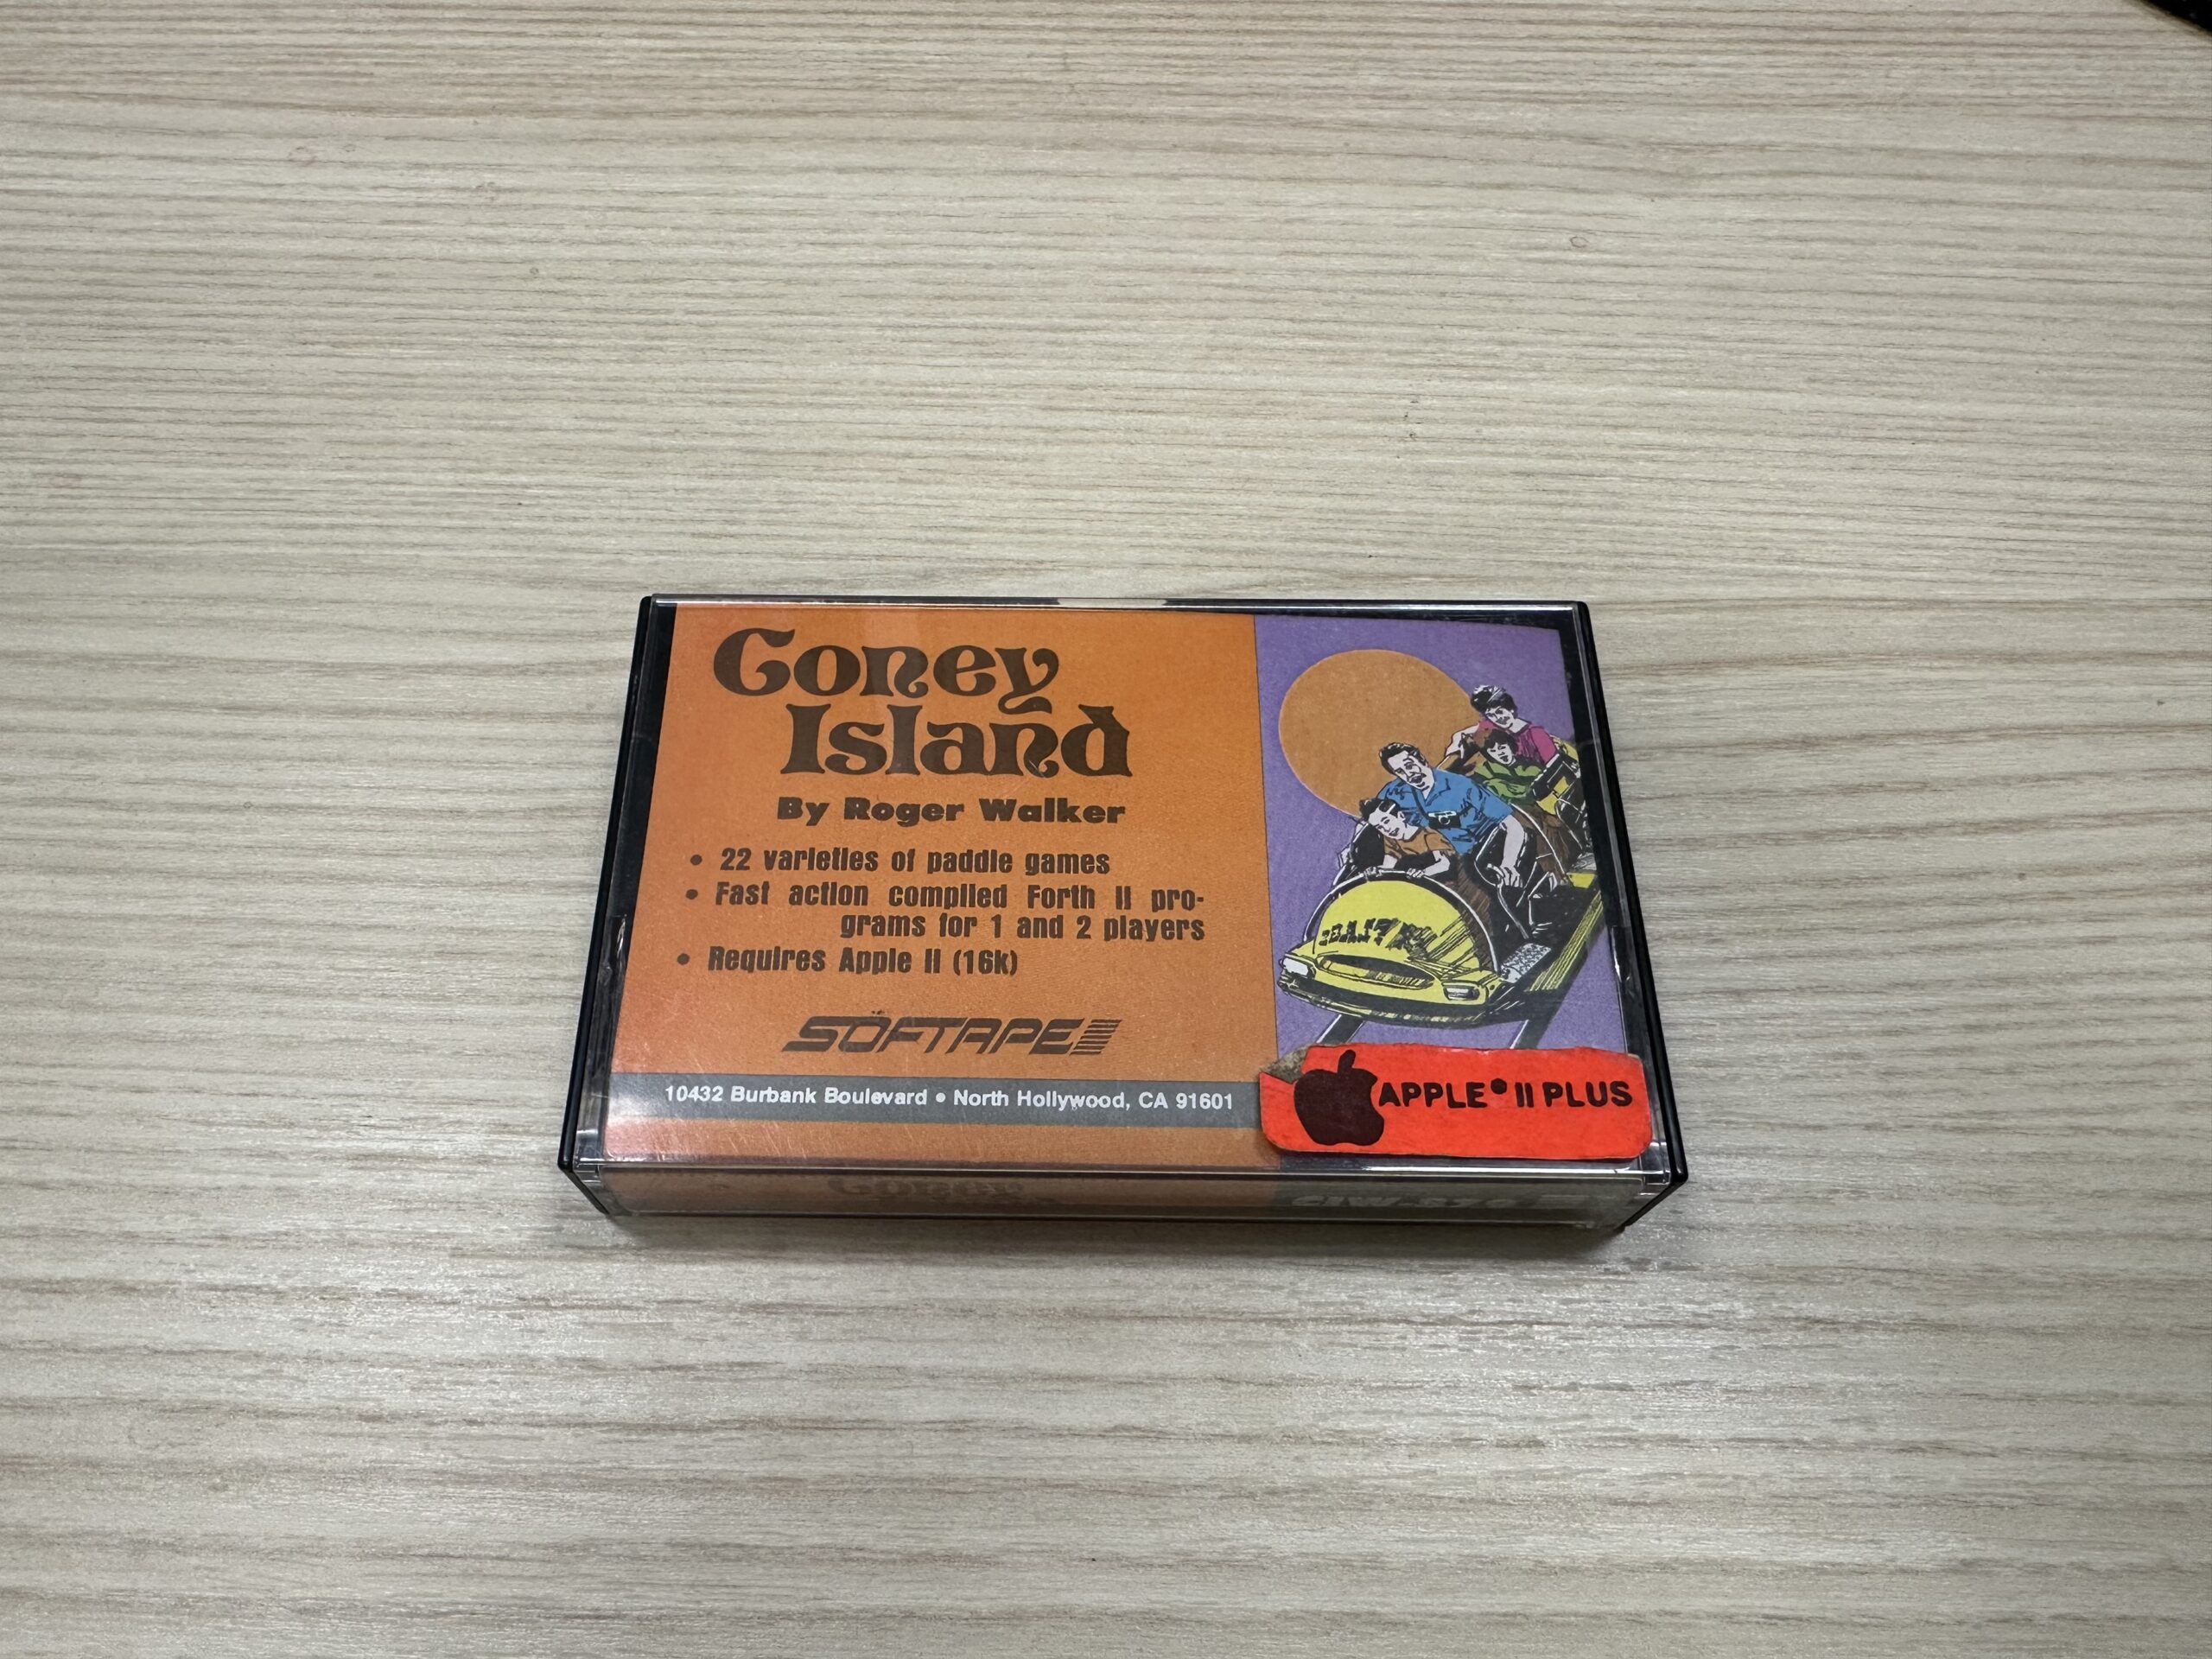 Coney
Island
By Roger Walker
• 22 varieties of paddle games
• Fast action compiled Forth II pro-
grams for 1 and 2 players
• Requires Apple II (16k)
SÖFTAPE
10432 Burbank Boulevard • North Hollywood, CA 91601
APPLE® II PLUS